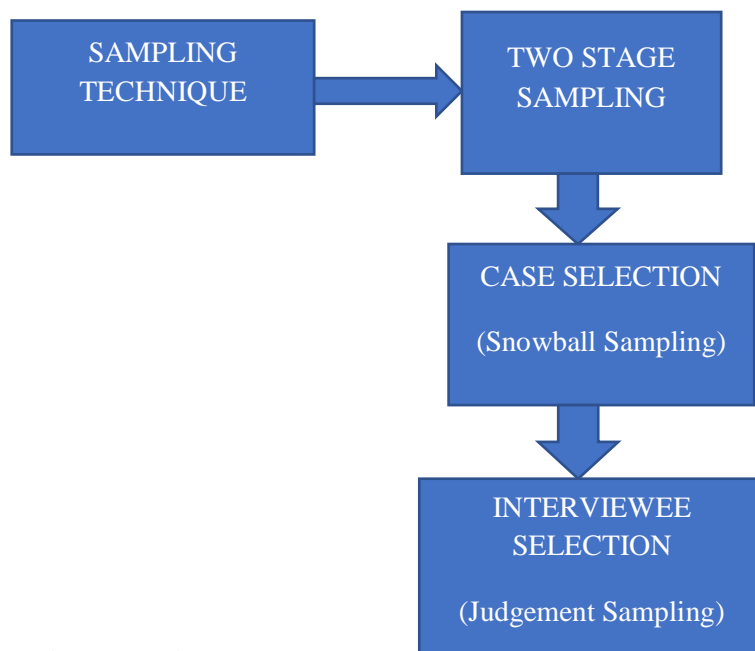 SAMPLING
TECHNIQUE
TWO STAGE
SAMPLING
CASE SELECTION
(Snowball Sampling)
INTERVIEWEE
SELECTION
(Judgement Sampling)